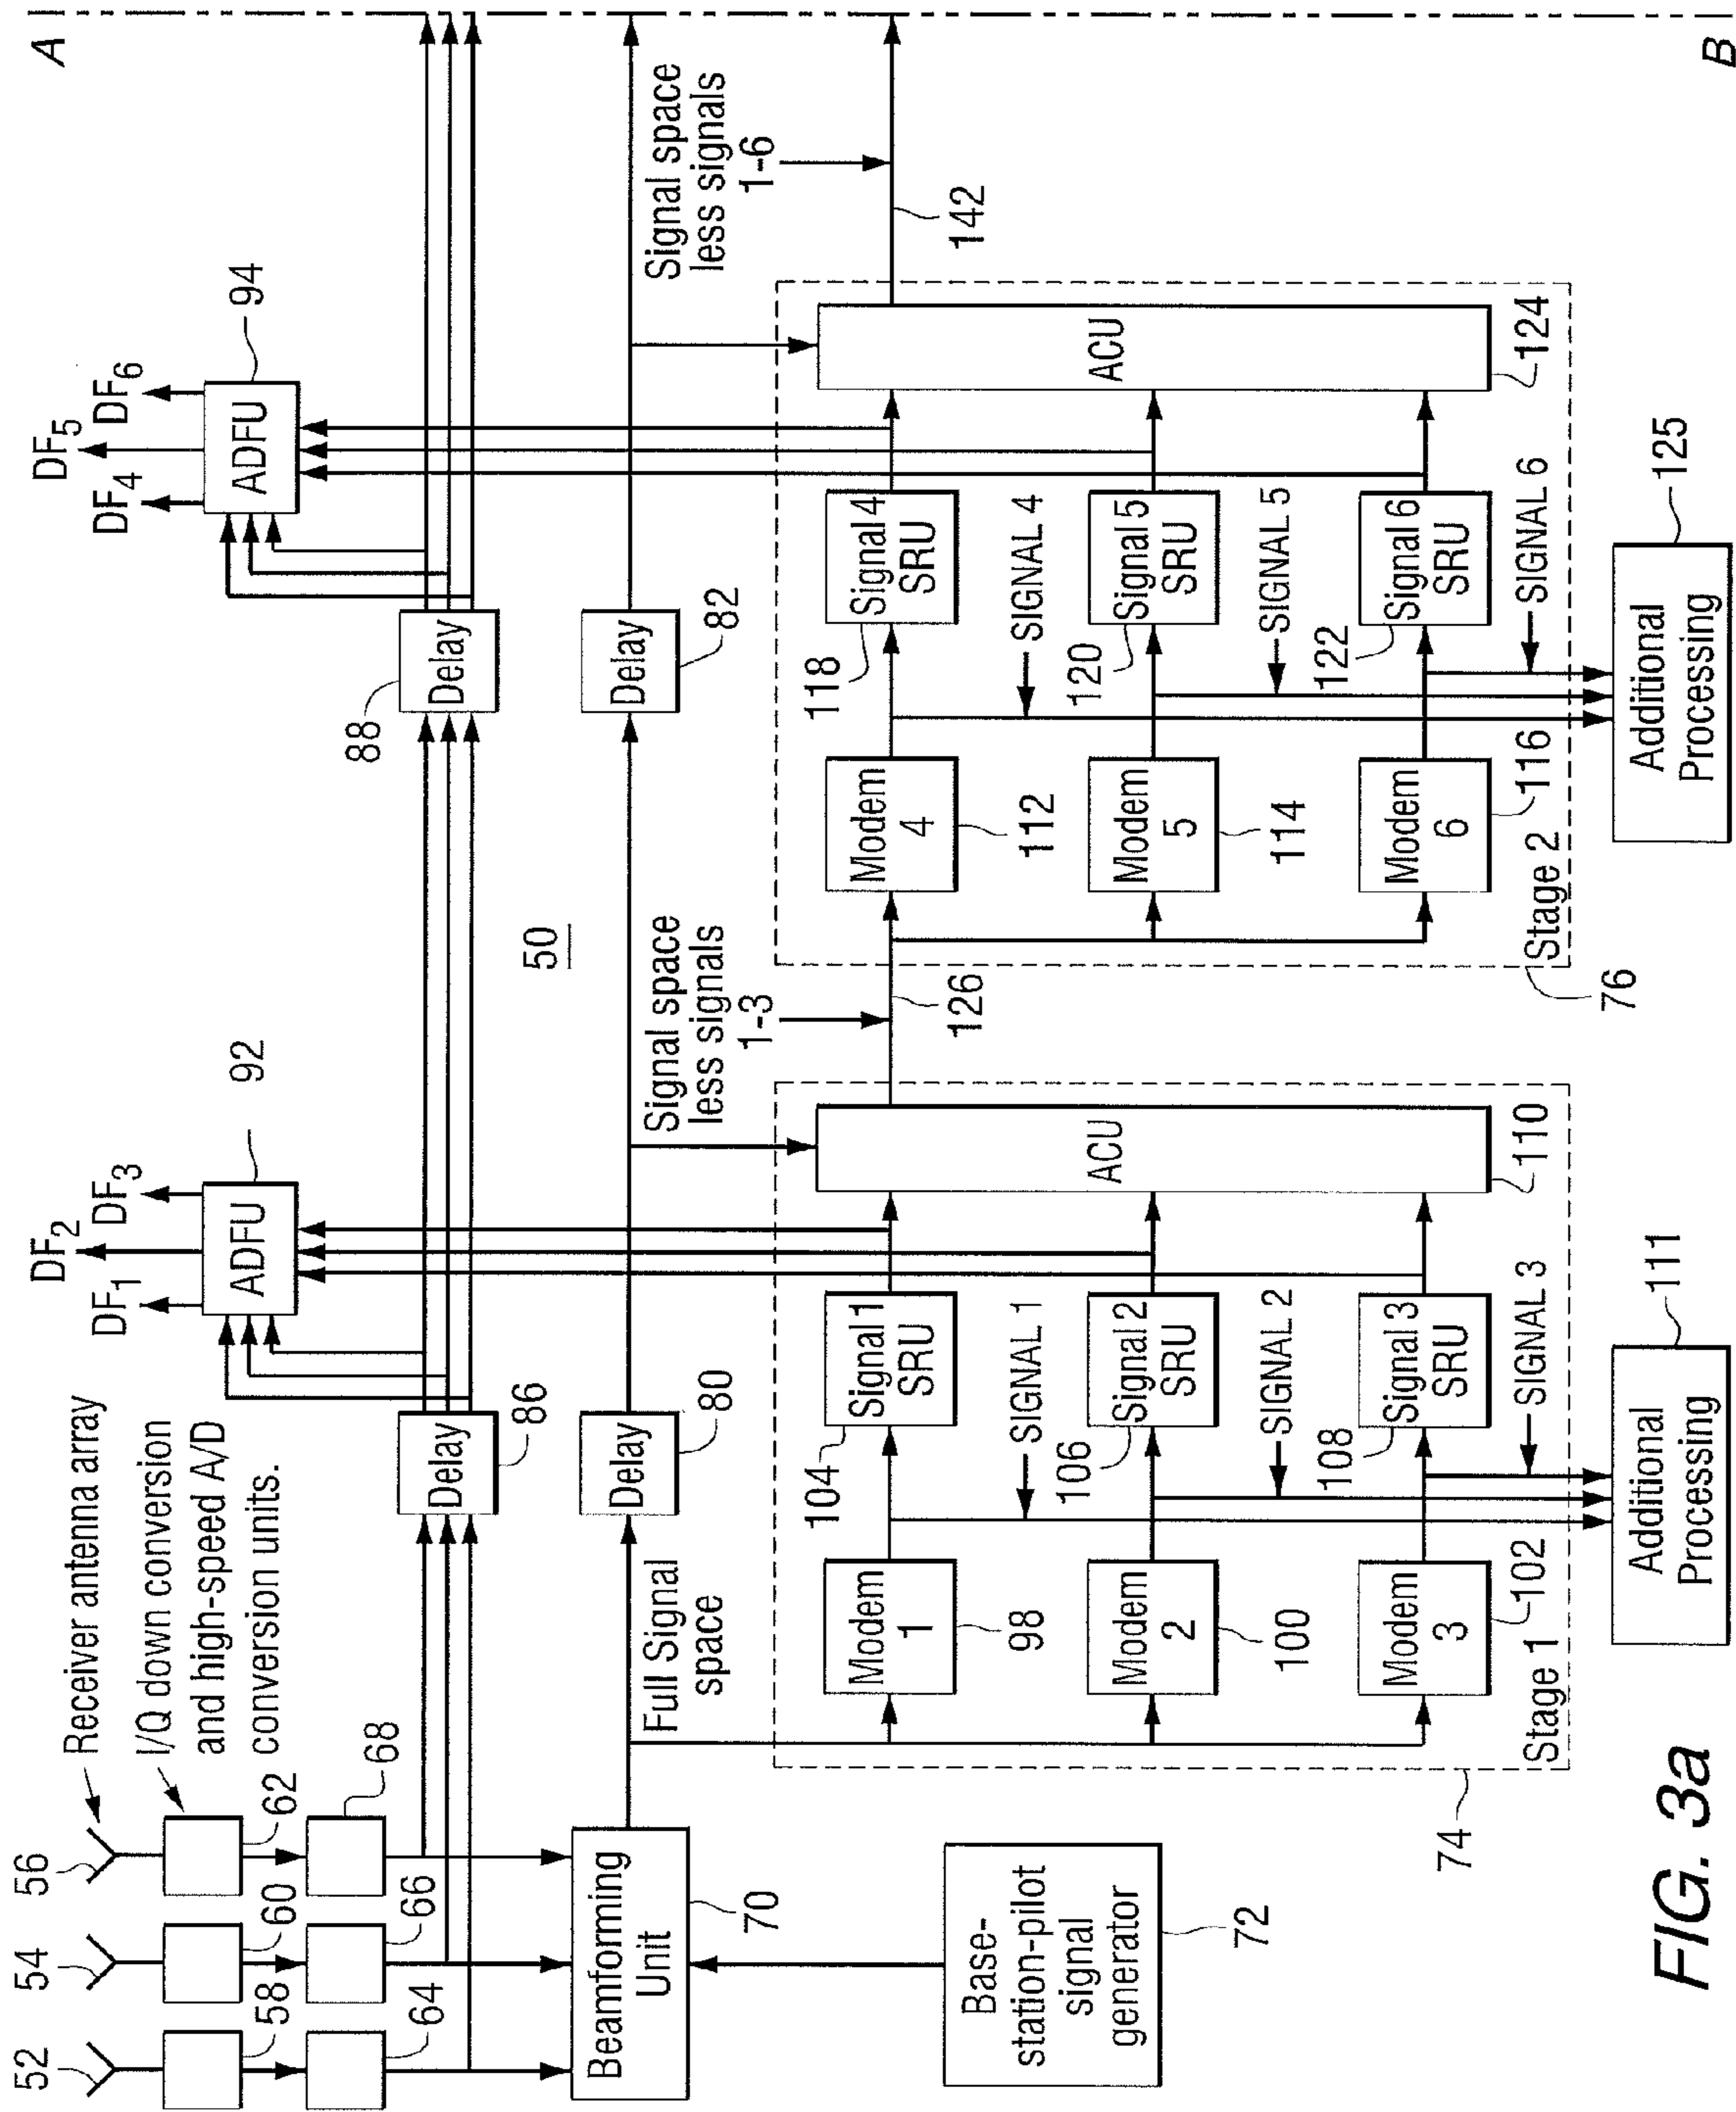 A
B
52
54
56
Receiver antenna array
I/Q down conversion
and high-speed A/D
conversion units.
58
60
62
64
66
68
Beamforming
Unit
70
Base-
station-pilot
signal
generator
72
Full Signal
space
Delay
86
Delay
80
DF1
DF2
DF3
ADFU
92
50
Signal space
less signals
1-3
Delay
88
Delay
82
DF4
DF5
DF6
ADFU
94
Signal space
less signals
1-6
74
Stage 1
Modem
1
98
Modem
2
100
Modem
3
102
104
Signal 1
SRU
106
Signal 2
SRU
108
Signal 3
SRU
SIGNAL 1
SIGNAL 2
SIGNAL 3
ACU
110
Additional
Processing
111
126
76
Stage 2
Modem
4
112
Modem
5
114
Modem
6
116
118
Signal 4
SRU
120
Signal 5
SRU
122
Signal 6
SRU
SIGNAL 4
SIGNAL 5
SIGNAL 6
ACU
124
Additional
Processing
125
142
FIG. 3a